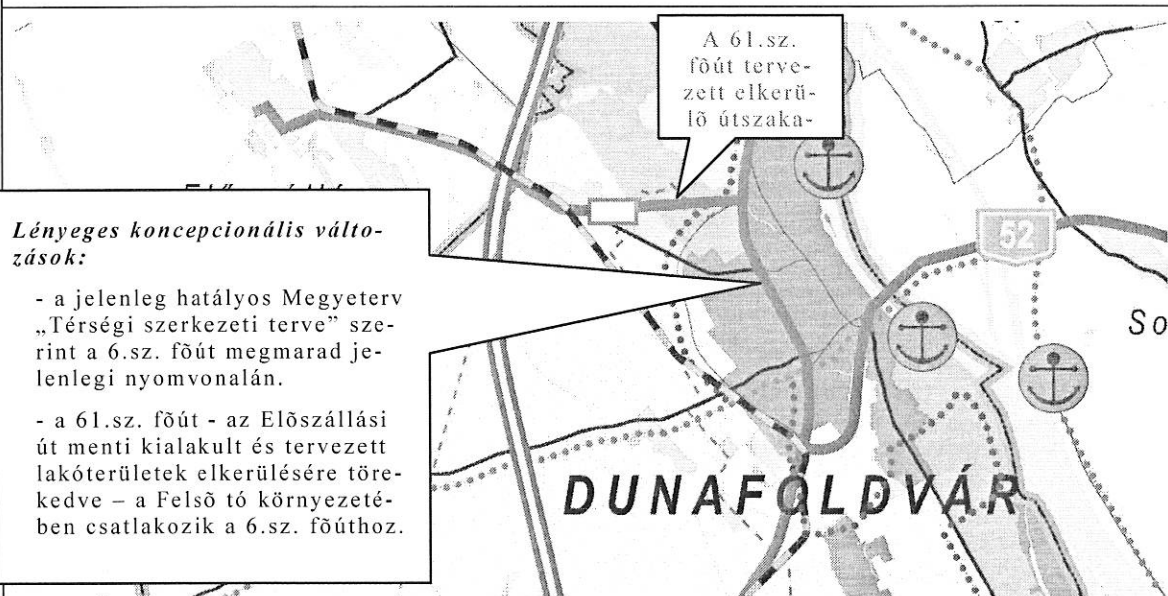 A 61.sz.
fõút terve-
zett elkerü-
lõ útszaka-
52
Lényeges koncepcionális válto-
zások:
- a jelenleg hatályos Megyeterv
„Térségi szerkezeti terve” sze-
rint a 6.sz. fõút megmarad je-
lenlegi nyomvonalán.
- a 61.sz. fõút - az Elõszállási
út menti kialakult és tervezett
lakóterületek elkerülésére töre-
kedve – a Felsõ tó környezeté-
ben csatlakozik a 6.sz. fõúthoz.
So
DUNAFÖLDVÁR